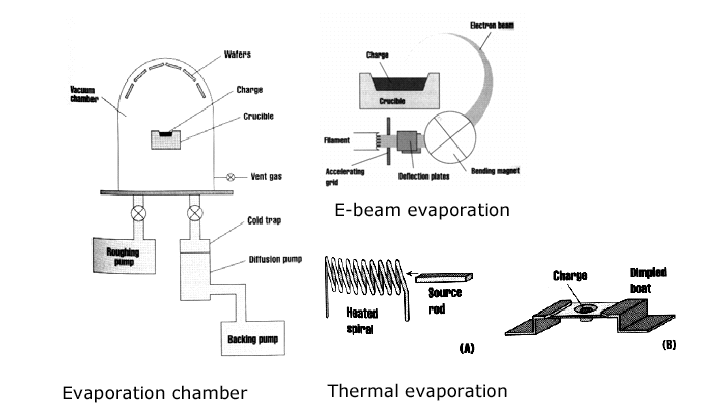 Wafers
Vacuum
chamber
Charge
Crucible
Vent gas
Cold trap
Roughing
pump
Diffusion pump
Backing pump
Evaporation chamber
Electron beam
Charge
Crucible
Filament
Accelerating
grid
Deflection plates
Bending magnet
E-beam evaporation
Heated
spiral
Source
rod
(A)
Charge
Dimpled
boat
(B)
Thermal evaporation